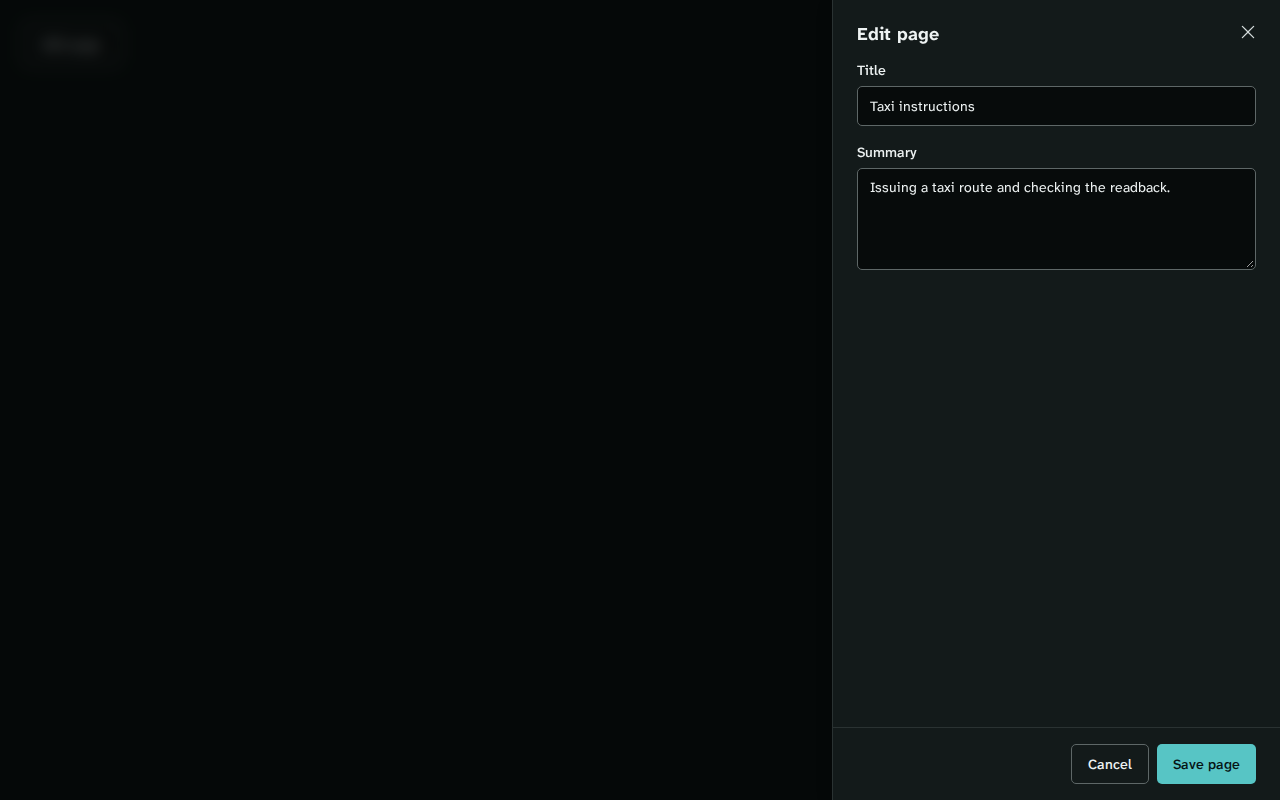 Edit page
Title
Taxi instructions
Summary
Issuing a taxi route and checking the readback.
Cancel
Save page